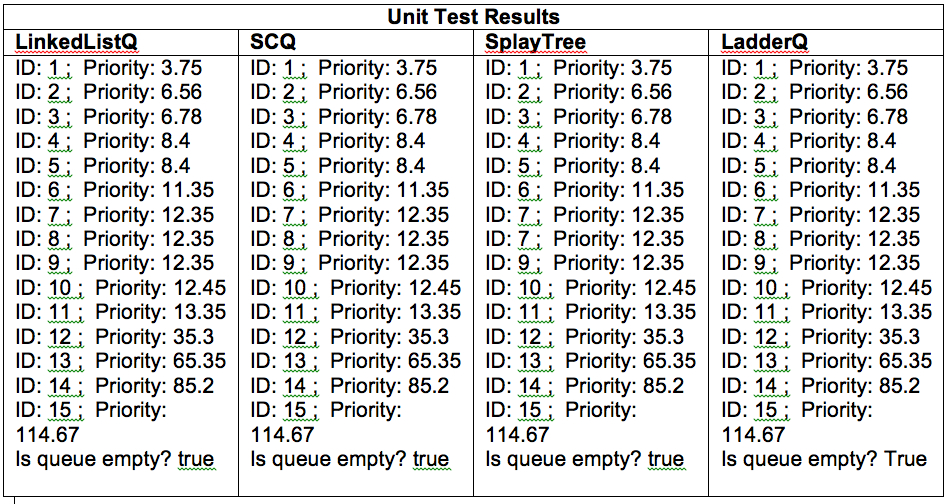 Unit Test Results
LinkedListQ
ID: 1 ; Priority: 3.75
ID: 2 ; Priority: 6.56
ID: 3 ; Priority: 6.78
ID: 4 ; Priority: 8.4
ID: 5 ; Priority: 8.4
ID: 6 ; Priority: 11.35
ID: 7 ; Priority: 12.35
ID: 8 ; Priority: 12.35
ID: 9 ; Priority: 12.35
ID: 10 ; Priority: 12.45
ID: 11 ; Priority: 13.35
ID: 12 ; Priority: 35.3
ID: 13 ; Priority: 65.35
ID: 14 ; Priority: 85.2
ID: 15 ; Priority:
114.67
Is queue empty? true
SCQ
ID: 1 ; Priority: 3.75
ID: 2 ; Priority: 6.56
ID: 3 ; Priority: 6.78
ID: 4 ; Priority: 8.4
ID: 5 ; Priority: 8.4
ID: 6 ; Priority: 11.35
ID: 7 ; Priority: 12.35
ID: 8 ; Priority: 12.35
ID: 9 ; Priority: 12.35
ID: 10 ; Priority: 12.45
ID: 11 ; Priority: 13.35
ID: 12 ; Priority: 35.3
ID: 13 ; Priority: 65.35
ID: 14 ; Priority: 85.2
ID: 15 ; Priority:
114.67
Is queue empty? true
SplayTree
ID: 1 ; Priority: 3.75
ID: 2 ; Priority: 6.56
ID: 3 ; Priority: 6.78
ID: 4 ; Priority: 8.4
ID: 5 ; Priority: 8.4
ID: 6 ; Priority: 11.35
ID: 7 ; Priority: 12.35
ID: 7 ; Priority: 12.35
ID: 9 ; Priority: 12.35
ID: 10 ; Priority: 12.45
ID: 11 ; Priority: 13.35
ID: 12 ; Priority: 35.3
ID: 13 ; Priority: 65.35
ID: 14 ; Priority: 85.2
ID: 15 ; Priority:
114.67
Is queue empty? true
LadderQ
ID: 1 ; Priority: 3.75
ID: 2 ; Priority: 6.56
ID: 3 ; Priority: 6.78
ID: 4 ; Priority: 8.4
ID: 5 ; Priority: 8.4
ID: 6 ; Priority: 11.35
ID: 7 ; Priority: 12.35
ID: 8 ; Priority: 12.35
ID: 9 ; Priority: 12.35
ID: 10 ; Priority: 12.45
ID: 11 ; Priority: 13.35
ID: 12 ; Priority: 35.3
ID: 13 ; Priority: 65.35
ID: 14 ; Priority: 85.2
ID: 15 ; Priority:
114.67
Is queue empty? True